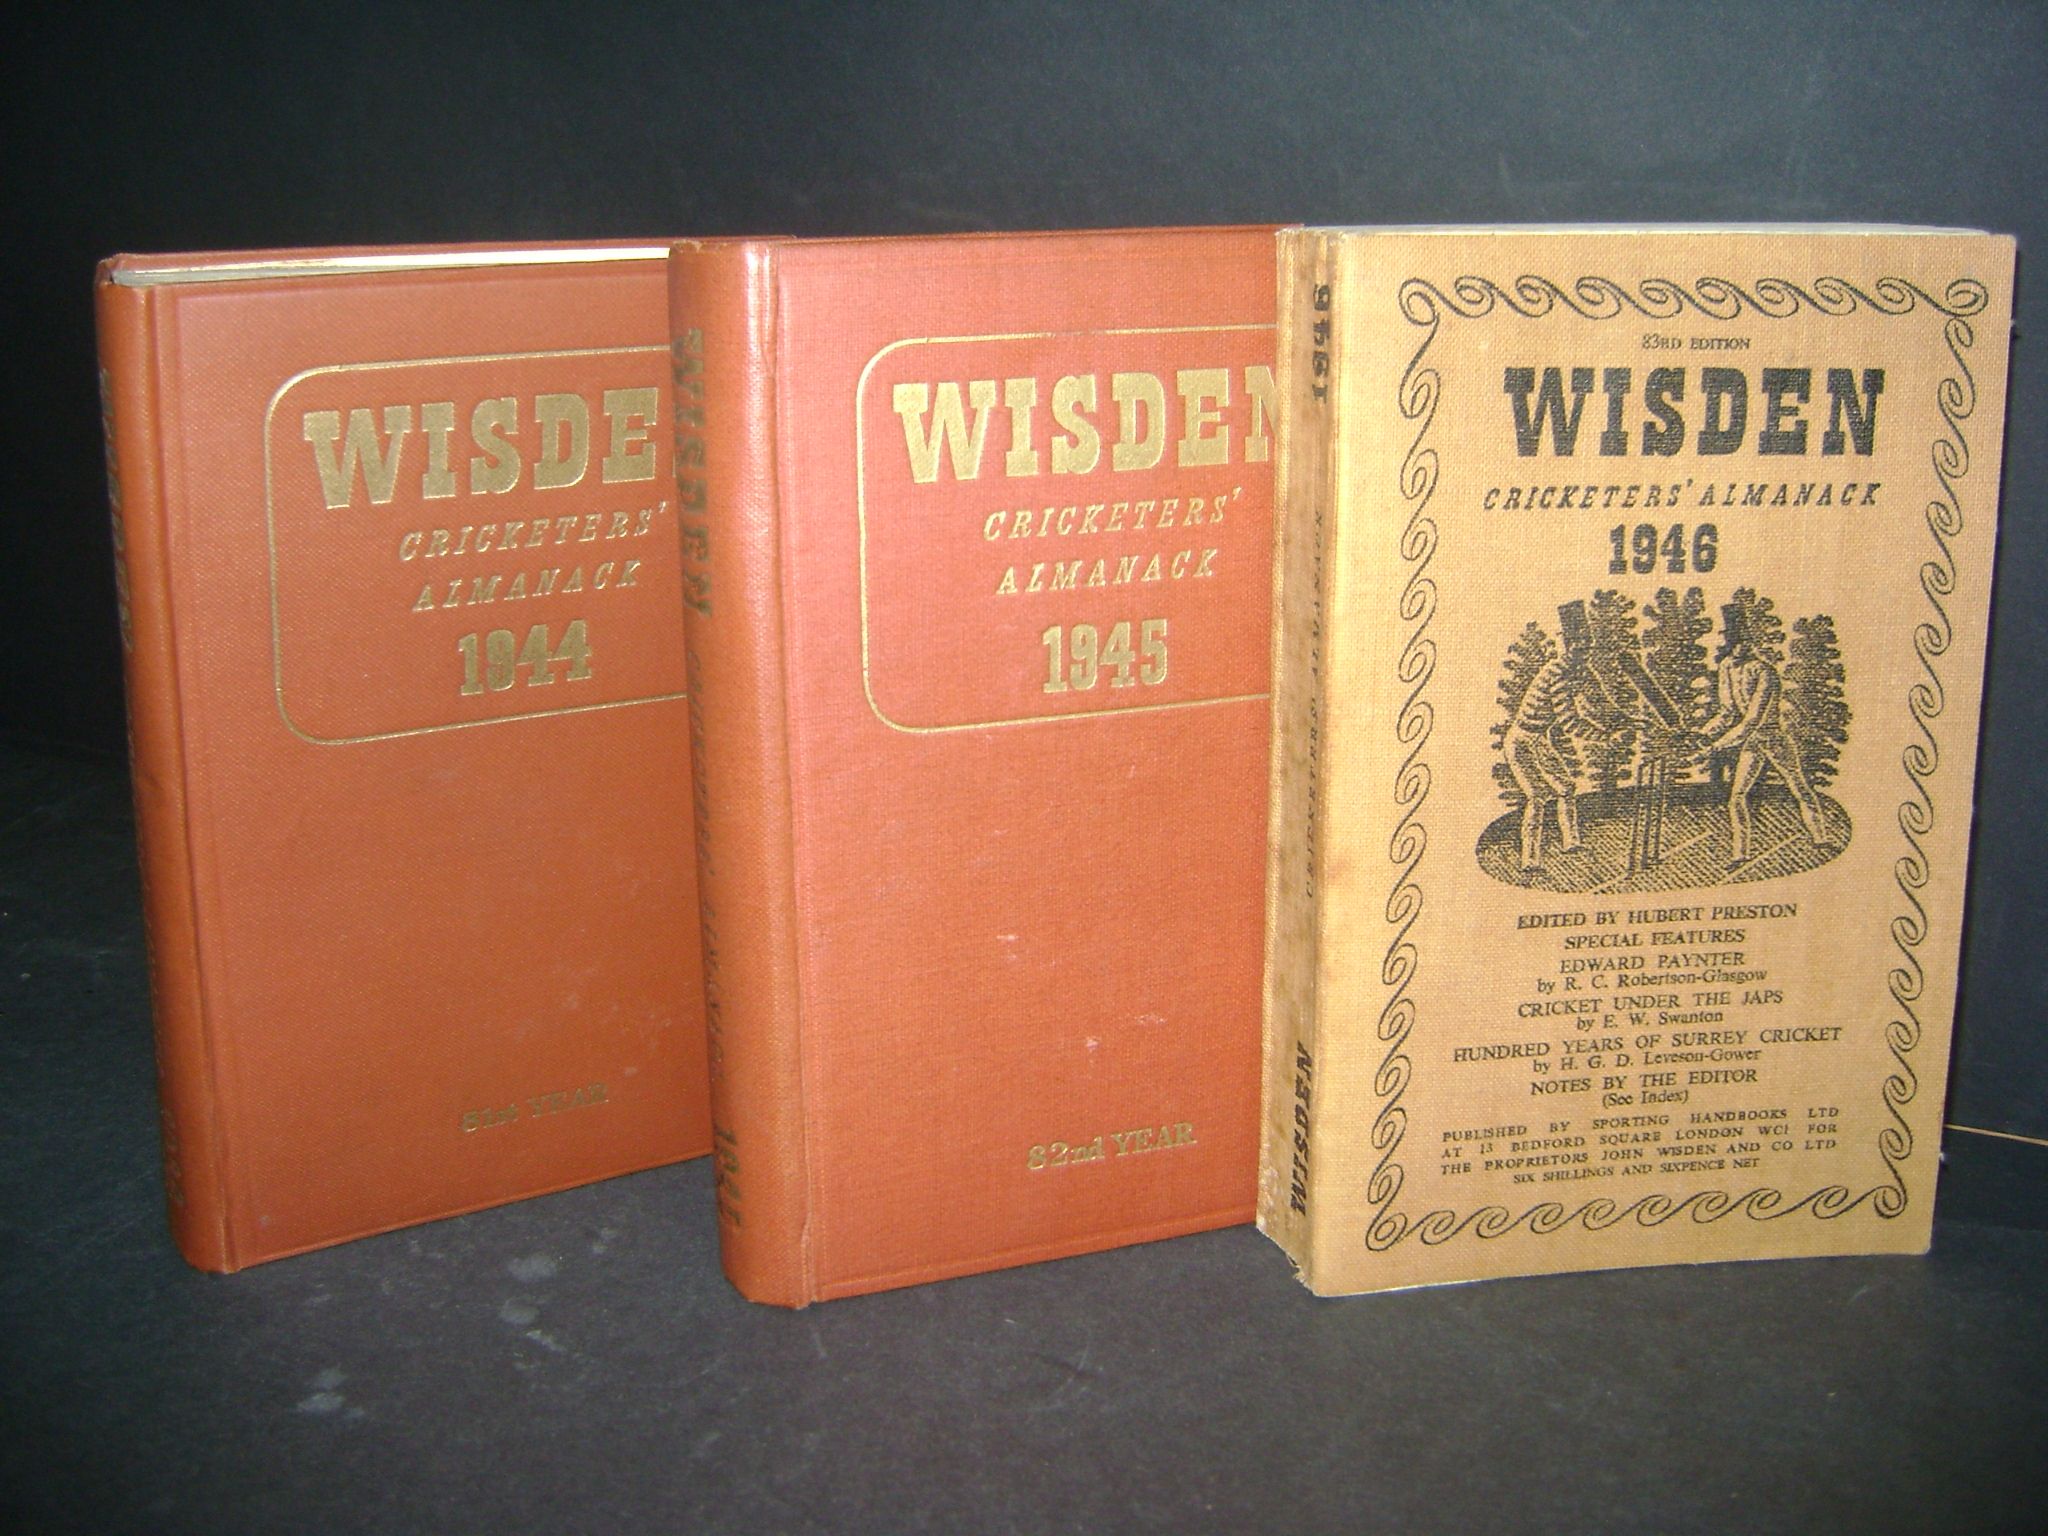 WISDE
CRICKETERS'
ALMANACK
1944
81st YEAR
WISDEN CRICKETERS' ALMANACK 1945
WISDEN
CRICKETERS'
ALMANACK
1945
82nd YEAR
WISDEN
CRICKETERS' ALMANACK
1946
83RD EDITION
WISDEN
CRICKETERS' ALMANACK
1946
EDITED BY HUBERT PRESTON
SPECIAL FEATURES
EDWARD PAYNTER
by R. C. Robertson-Glasgow
CRICKET UNDER THE JAPS
by E. W. Swanton
HUNDRED YEARS OF SURREY CRICKET
by H. G. D. Leveson-Gower
NOTES BY THE EDITOR
(See Index)
PUBLISHED BY SPORTING HANDBOOKS LTD
AT 13 BEDFORD SQUARE LONDON WC1 FOR
THE PROPRIETORS JOHN WISDEN AND CO LTD
SIX SHILLINGS AND SIXPENCE NET